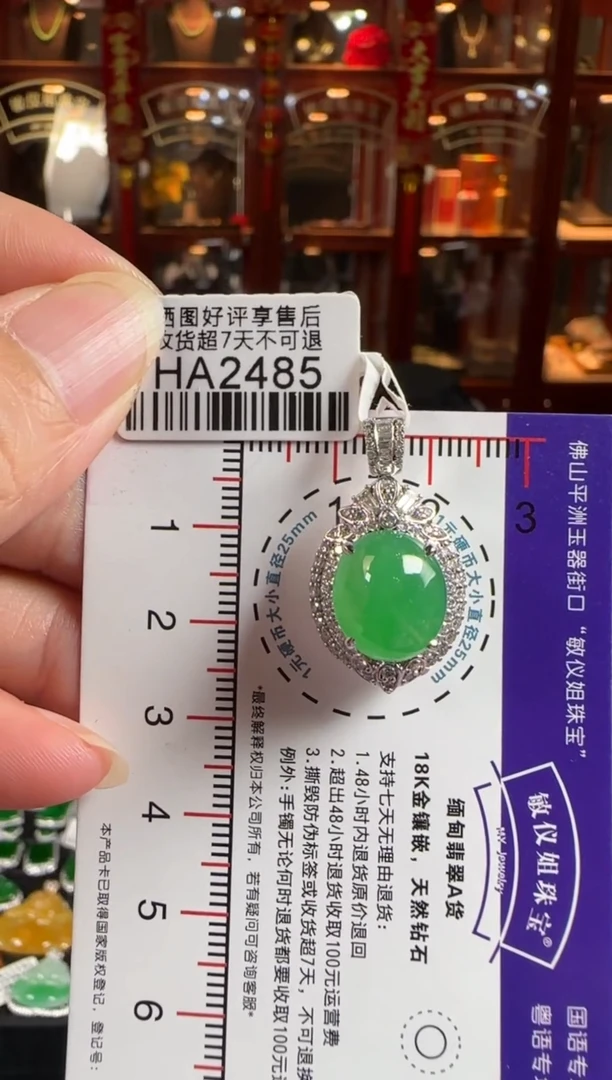 晒图好评享售后
收货超7天不可退
HA2485
1 2 3
1
2
3
4
5
6
1元硬币大小直径25mm
1元硬币大小直径25mm
佛山平洲玉器街口“敏仪姐珠宝”
敏仪姐珠宝®
MY Jewelry
国语专
粤语专
缅甸翡翠A货
18K金镶嵌，天然钻石
支持七天无理由退货：
1.48小时内退货原价退回
2.超出48小时退货收取100元运营费
3.撕毁防伪标签或收货超7天，不可退换
例外：手镯无论何时退货都要收取100元运
*最终解释权归本公司所有，若有疑问可咨询客服*
本产品卡已取得国家版权登记，登记号：